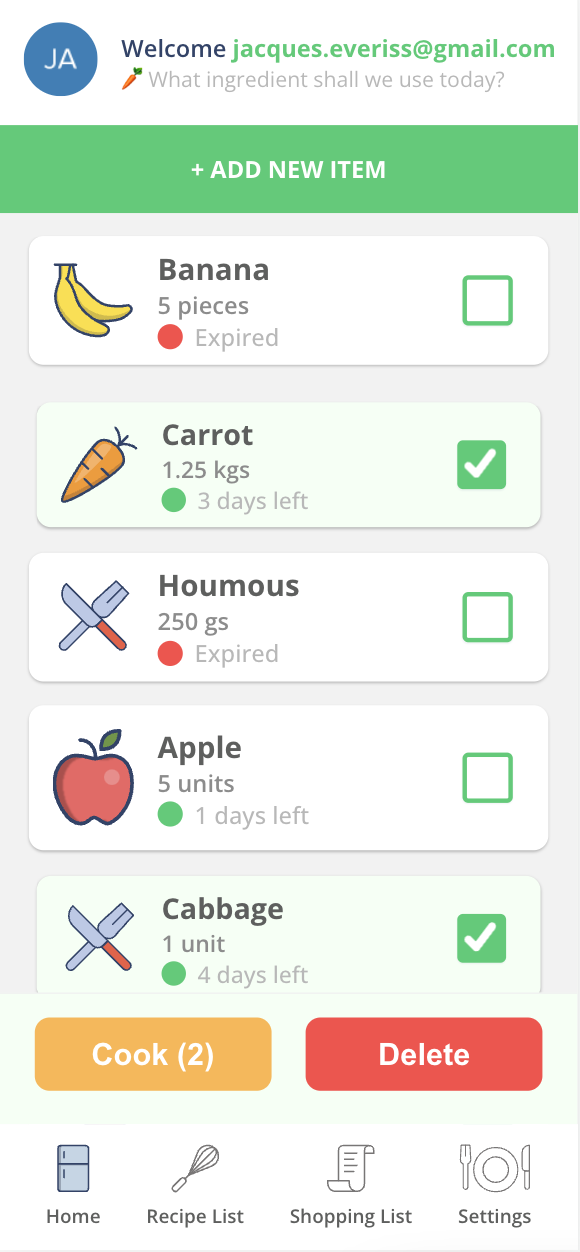 JA
Welcome jacques.everiss@gmail.com
What ingredient shall we use today?
+ ADD NEW ITEM
Banana
5 pieces
Expired
Carrot
1.25 kgs
3 days left
Houmous
250 gs
Expired
Apple
5 units
1 days left
Cabbage
1 unit
4 days left
Cook (2)
Delete
Home
Recipe List
Shopping List
Settings